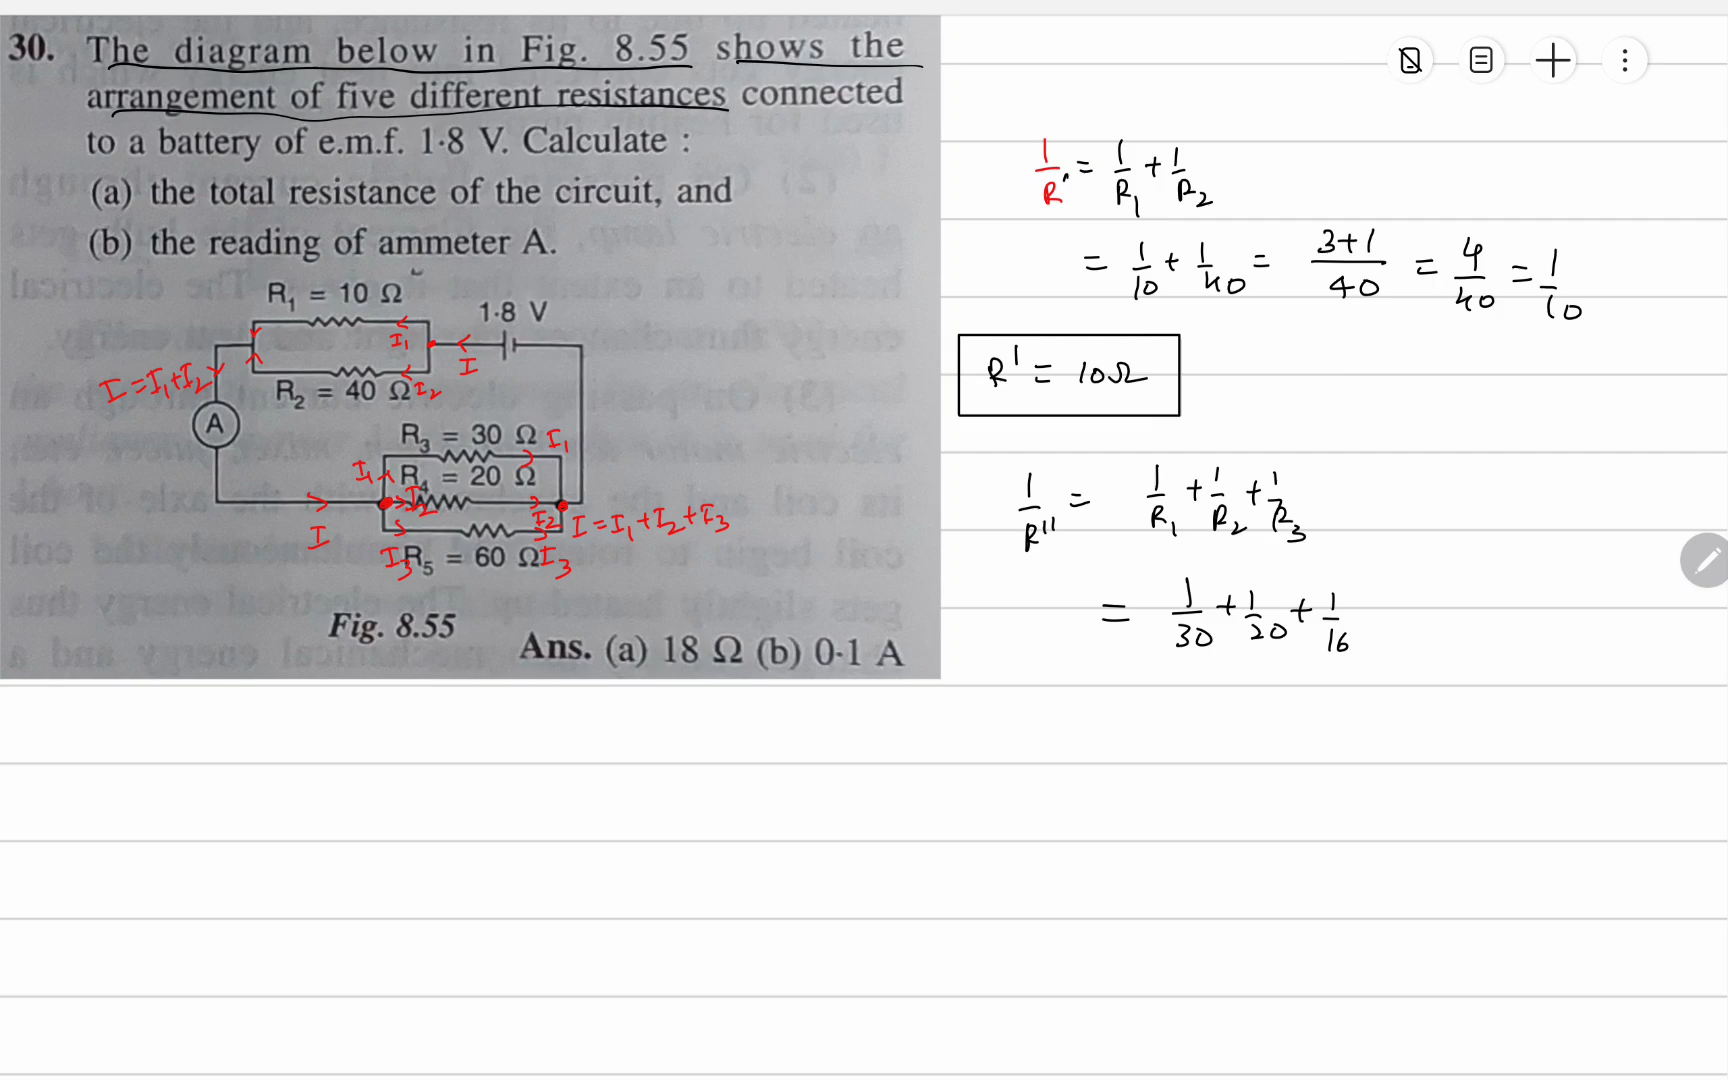 30. The diagram below in Fig. 8.55 shows the
arrangement of five different resistances connected
to a battery of e.m.f. 1·8 V. Calculate :
(a) the total resistance of the circuit, and
(b) the reading of ammeter A.
R₁ = 10 Ω
1·8 V
I₁
I
I = I₁ + I₂
R₂ = 40 Ω
I₂
A
R₃ = 30 Ω
I₁
I₁
R₄ = 20 Ω
I₂
I₂
I = I₁ + I₂ + I₃
I
I₃
R₅ = 60 Ω
I₃
Fig. 8.55
Ans. (a) 18 Ω (b) 0·1 A
1/R' = 1/R₁ + 1/R₂
= 1/10 + 1/40 = 3+1/40 = 4/40 = 1/10
R' = 10Ω
1/R'' = 1/R₁ + 1/R₂ + 1/R₃
= 1/30 + 1/20 + 1/16